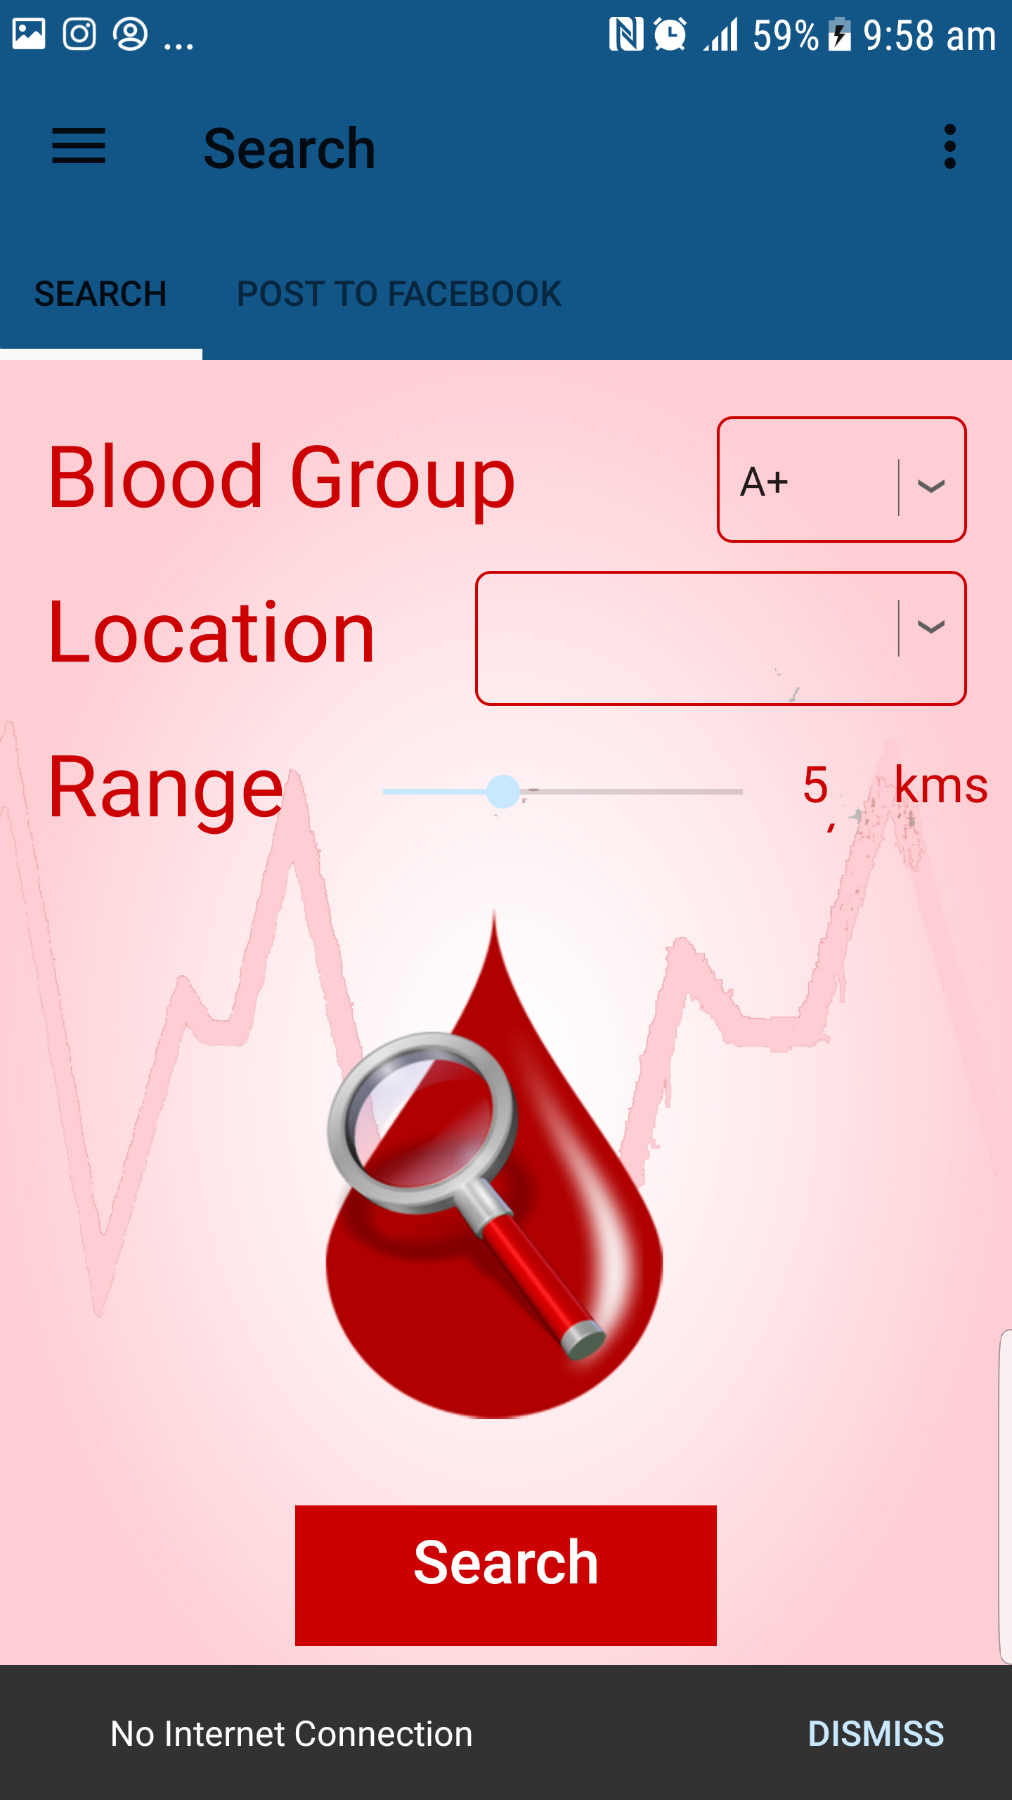 ... 59% 9:58 am
Search
SEARCH POST TO FACEBOOK
Blood Group A+
Location
Range 5 kms
Search
No Internet Connection DISMISS